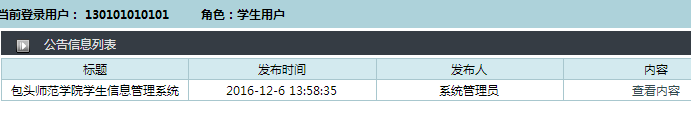 当前登录用户： 130101010101 角色：学生用户
公告信息列表
标题 发布时间 发布人 内容
包头师范学院学生信息管理系统 2016-12-6 13:58:35 系统管理员 查看内容